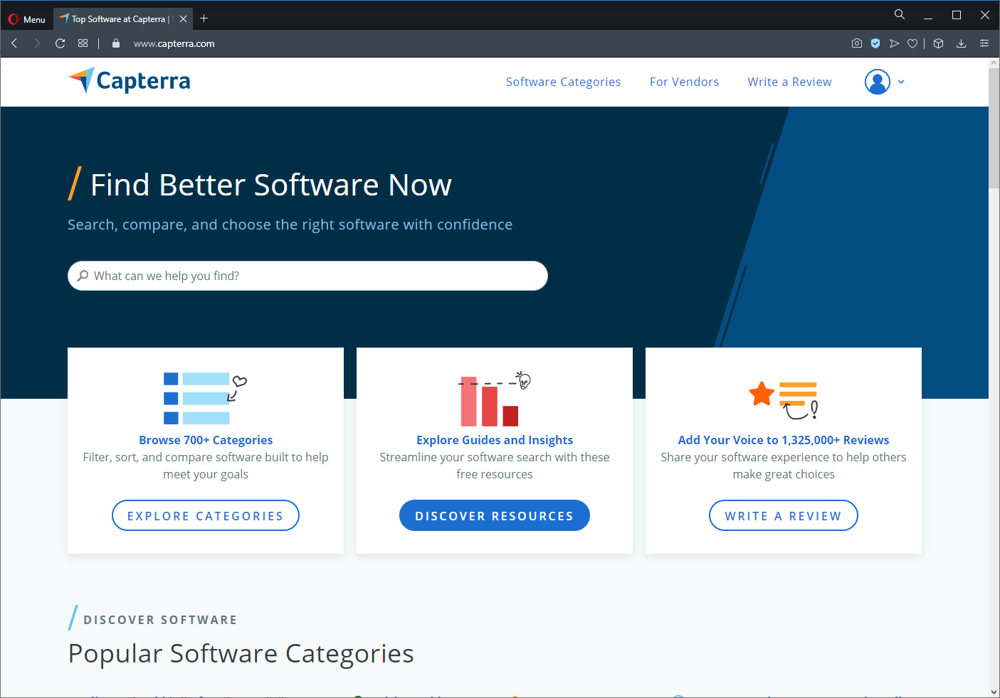 Menu
Top Software at Capterra |
www.capterra.com
Capterra
Software Categories
For Vendors
Write a Review
Find Better Software Now
Search, compare, and choose the right software with confidence
What can we help you find?
Browse 700+ Categories
Filter, sort, and compare software built to help
meet your goals
EXPLORE CATEGORIES
Explore Guides and Insights
Streamline your software search with these
free resources
DISCOVER RESOURCES
Add Your Voice to 1,325,000+ Reviews
Share your software experience to help others
make great choices
WRITE A REVIEW
DISCOVER SOFTWARE
Popular Software Categories